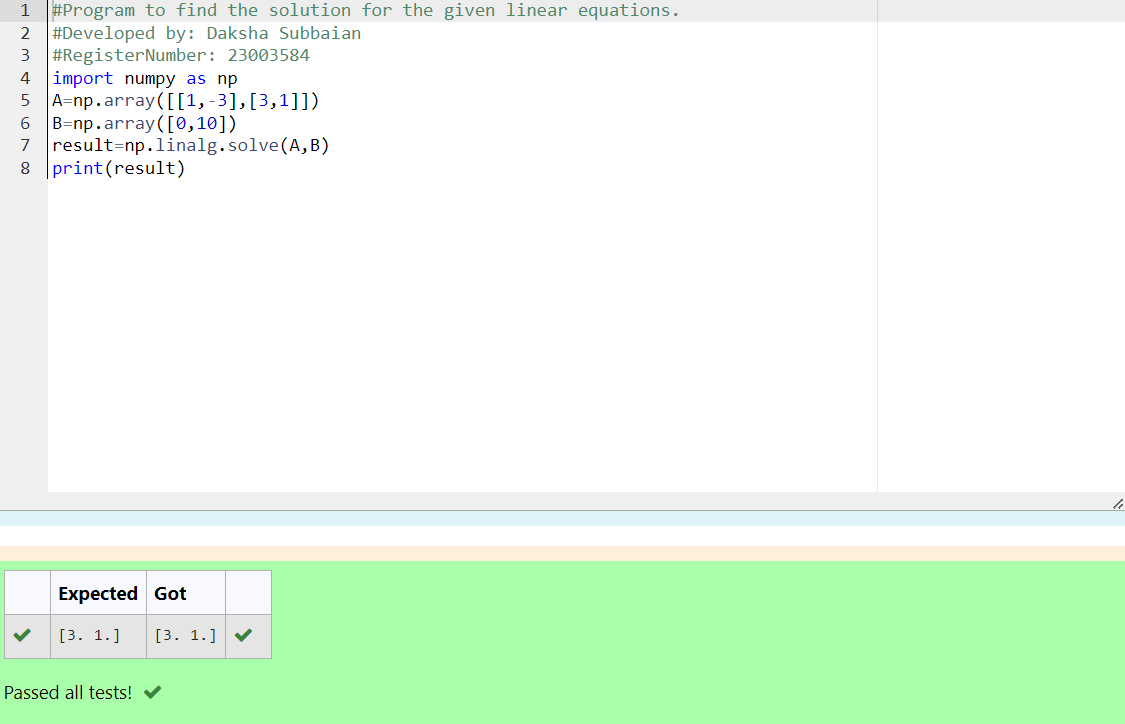 1 #Program to find the solution for the given linear equations.
2 #Developed by: Daksha Subbaian
3 #RegisterNumber: 23003584
4 import numpy as np
5 A=np.array([[1,-3],[3,1]])
6 B=np.array([0,10])
7 result=np.linalg.solve(A,B)
8 print(result)
Expected Got
[3. 1.] [3. 1.]
Passed all tests!